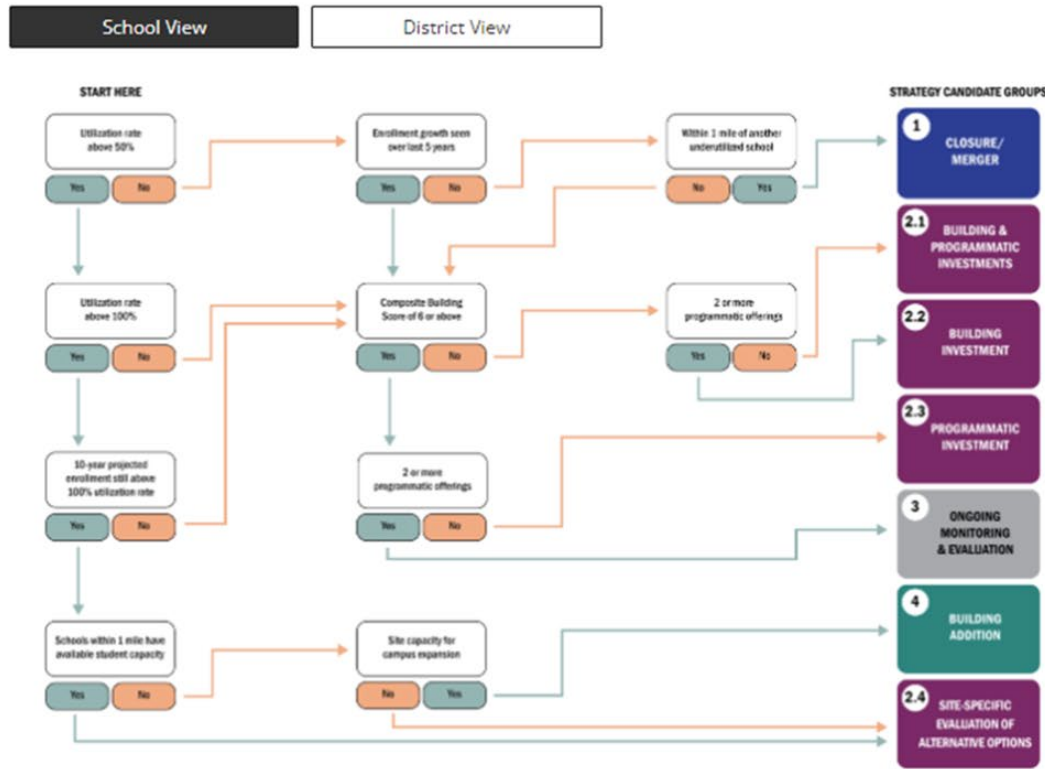 School View
District View
START HERE
STRATEGY CANDIDATE GROUPS
Utilization rate
above 50%
Yes
No
Enrollment growth seen
over last 5 years
Yes
No
Within 1 mile of another
underutilized school
No
Yes
1
CLOSURE/
MERGER
2.1
BUILDING &
PROGRAMMATIC
INVESTMENTS
Utilization rate
above 100%
Yes
No
Composite Building
Score of 6 or above
Yes
No
2 or more
programmatic offerings
Yes
No
2.2
BUILDING
INVESTMENT
2.3
PROGRAMMATIC
INVESTMENT
10-year projected
enrollment still above
100% utilization rate
Yes
No
2 or more
programmatic offerings
Yes
No
3
ONGOING
MONITORING
& EVALUATION
4
BUILDING
ADDITION
Schools within 1 mile have
available student capacity
Yes
No
Site capacity for
campus expansion
No
Yes
2.4
SITE-SPECIFIC
EVALUATION OF
ALTERNATIVE OPTIONS